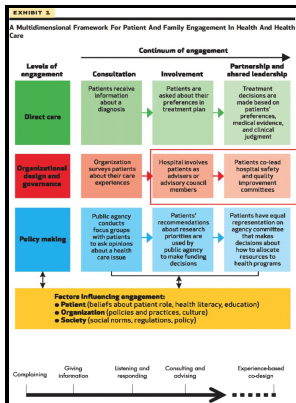 EXHIBIT 1
A Multidimensional Framework For Patient And Family Engagement In Health And Health
Care
Continuum of engagement
Levels of
engagement
Consultation
Involvement
Partnership and
shared leadership
Direct care
Patients receive
information
about a
diagnosis
Patients are
asked about their
preferences in
treatment plan
Treatment
decisions are
made based on
patients'
preferences,
medical evidence,
and clinical
judgment
Organizational
design and
governance
Organization
surveys patients
about their care
experiences
Hospital involves
patients as
advisers or
advisory council
members
Patients co-lead
hospital safety
and quality
improvement
committees
Policy making
Public agency
conducts
focus groups
with patients
to ask opinions
about a health
care issue
Patients'
recommendations
about research
priorities are
used by
public agency
to make funding
decisions
Patients have equal
representation on
agency committee
that makes
decisions about
how to allocate
resources to
health programs
Factors influencing engagement:
● Patient (beliefs about patient role, health literacy, education)
● Organization (policies and practices, culture)
● Society (social norms, regulations, policy)
Complaining
Giving
information
Listening and
responding
Consulting and
advising
Experience-based
co-design